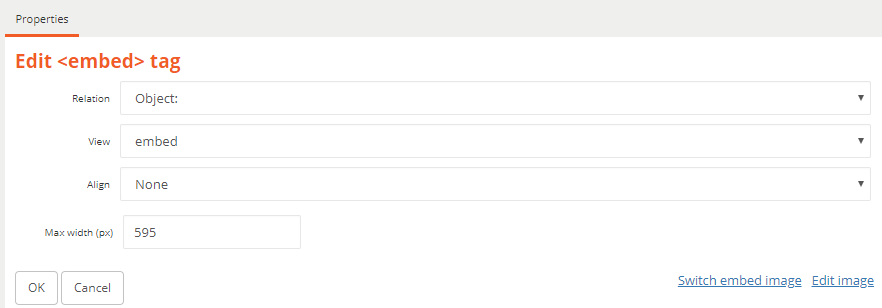 Properties
Edit <embed> tag
Relation Object:
View embed
Align None
Max width (px) 595
OK Cancel Switch embed image Edit image